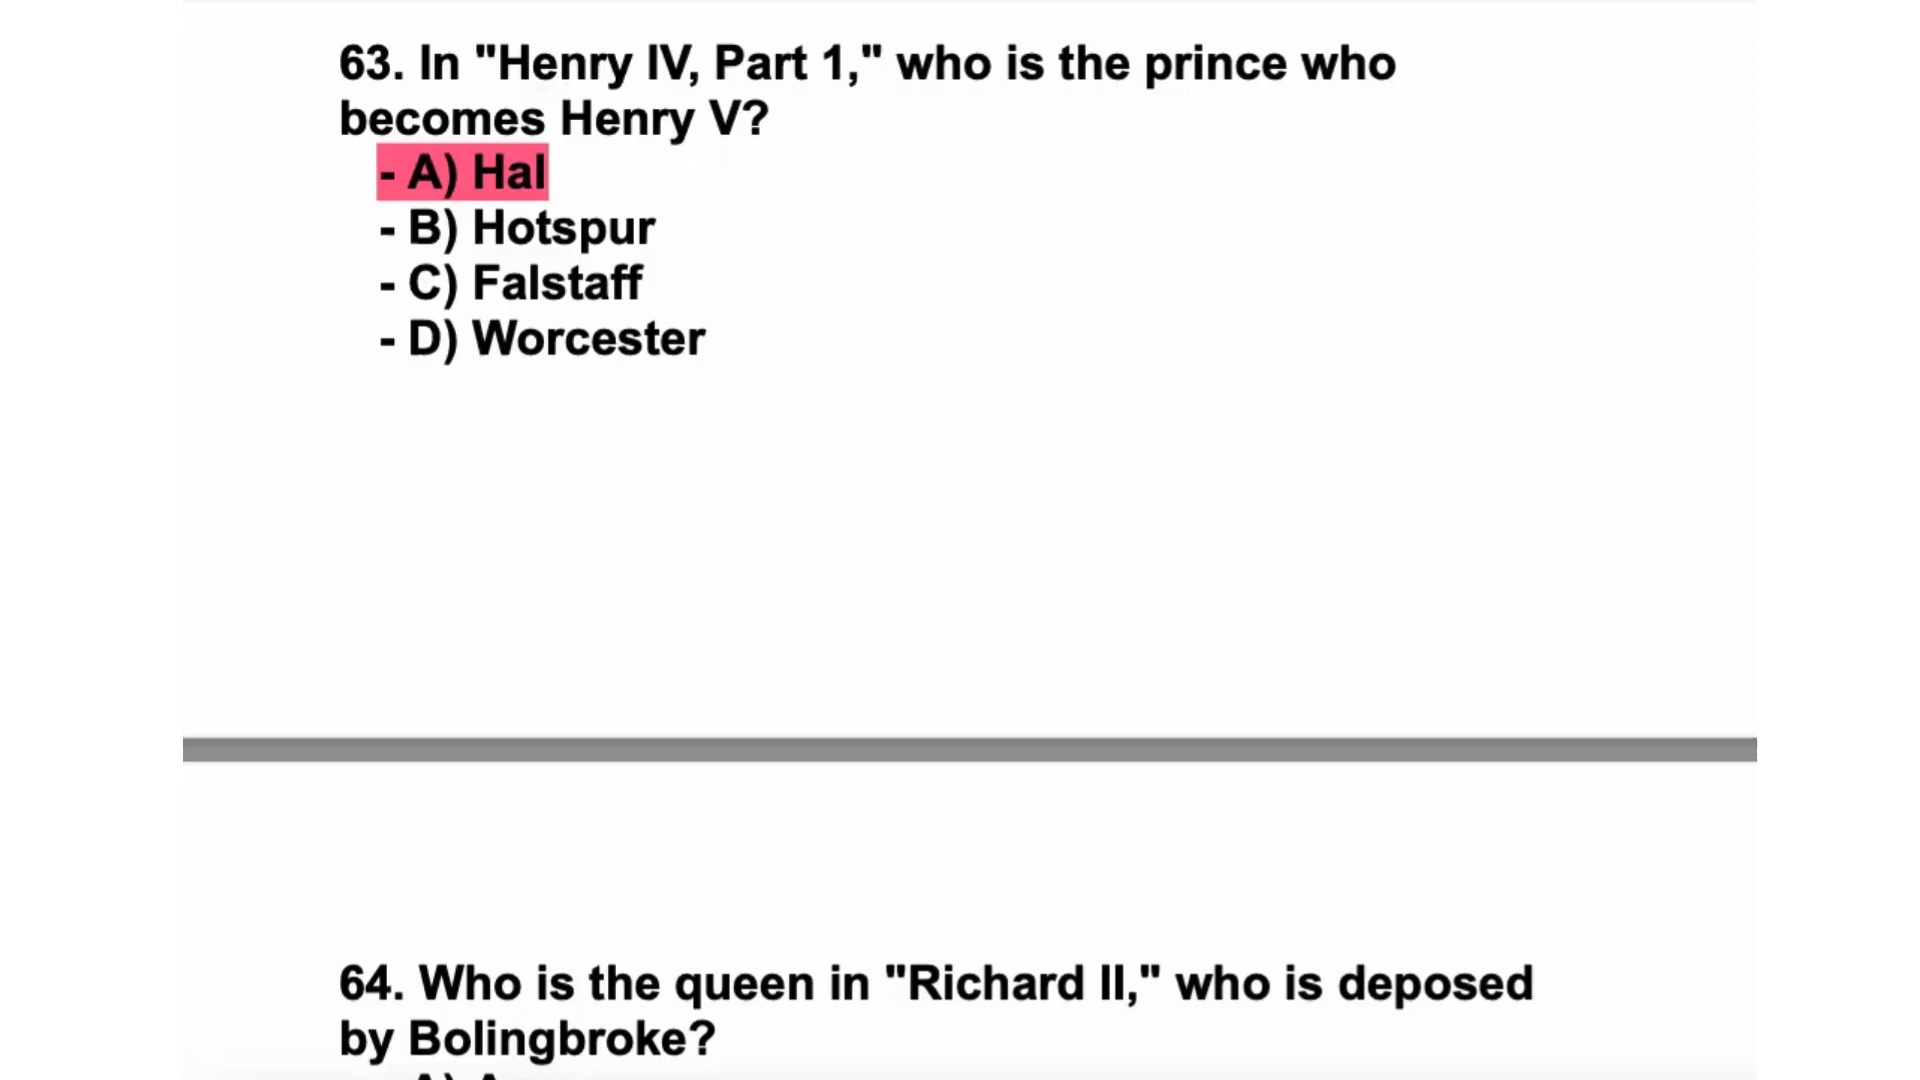 63. In "Henry IV, Part 1," who is the prince who
becomes Henry V?
- A) Hal
- B) Hotspur
- C) Falstaff
- D) Worcester
64. Who is the queen in "Richard II," who is deposed
by Bolingbroke?